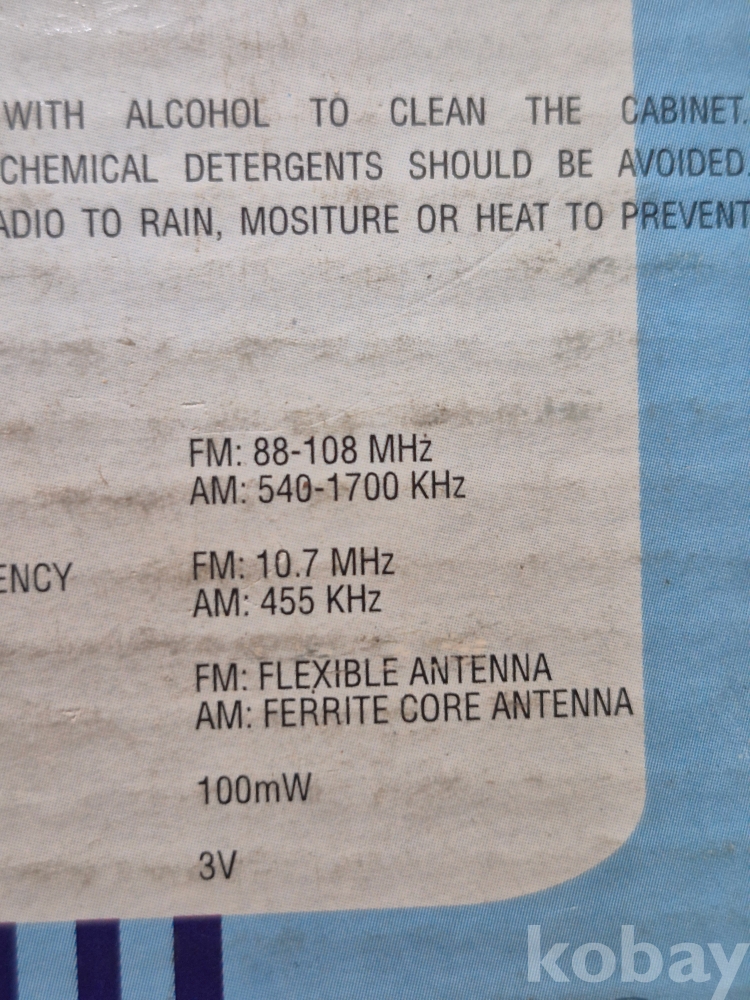 WITH ALCOHOL TO CLEAN THE CABINET.
CHEMICAL DETERGENTS SHOULD BE AVOIDED.
ADIO TO RAIN, MOSITURE OR HEAT TO PREVENT
FM: 88-108 MHz
AM: 540-1700 KHz
ENCY
FM: 10.7 MHz
AM: 455 KHz
FM: FLEXIBLE ANTENNA
AM: FERRITE CORE ANTENNA
100mW
3V
kobay